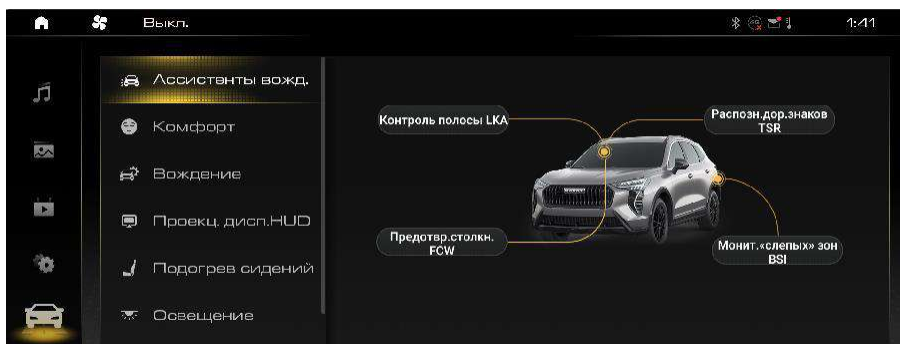 Выкл.
1:41
Ассистенты вожд.
Комфорт
Вождение
Проекц. дисп.HUD
Подогрев сидений
Освещение
Контроль полосы LKA
Распозн.дор.знаков
TSR
Предотвр.столкн.
FCW
Монит.«слепых» зон
BSI